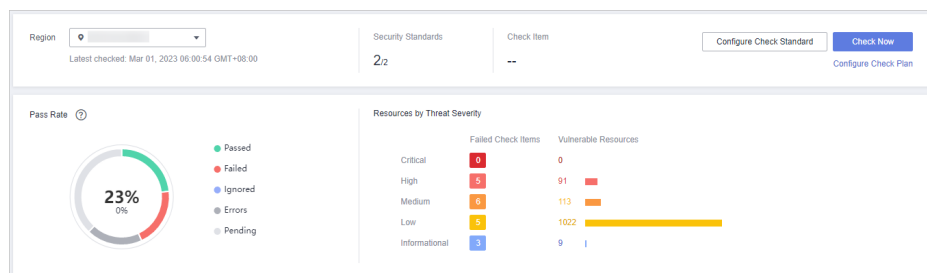 Region
Latest checked: Mar 01, 2023 06:00:54 GMT+08:00
Security Standards
2/2
Check Item
--
Configure Check Standard
Check Now
Configure Check Plan
Pass Rate ?
23%
0%
Passed
Failed
Ignored
Errors
Pending
Resources by Threat Severity
Failed Check Items Vulnerable Resources
Critical 0 0
High 5 91
Medium 6 113
Low 5 1022
Informational 3 9